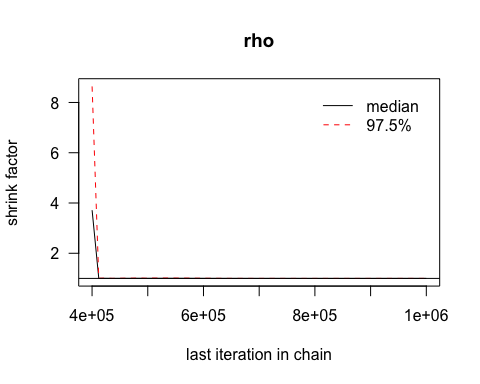 rho
median
97.5%
shrink factor
8
6
4
2
4e+05 6e+05 8e+05 1e+06
last iteration in chain